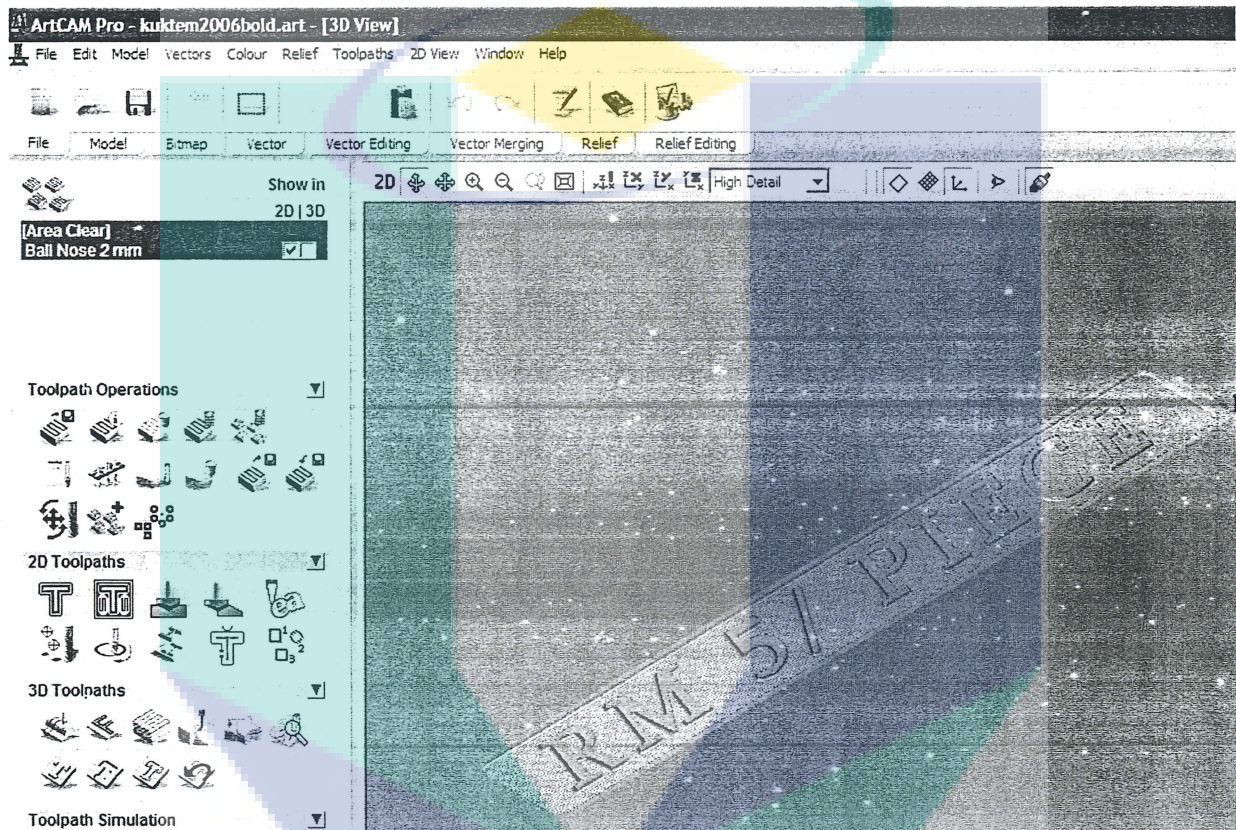 ArtCAM Pro - kuktem2006bold.art - [3D View]
File Edit Model Vectors Colour Relief Toolpaths 2D View Window Help
File Model Bitmap Vector Vector Editing Vector Merging Relief Relief Editing
Show in
2D | 3D
2D High Detail
[Area Clear]
Ball Nose 2 mm
Toolpath Operations
2D Toolpaths
3D Toolpaths
Toolpath Simulation
RM 5/ PIECE